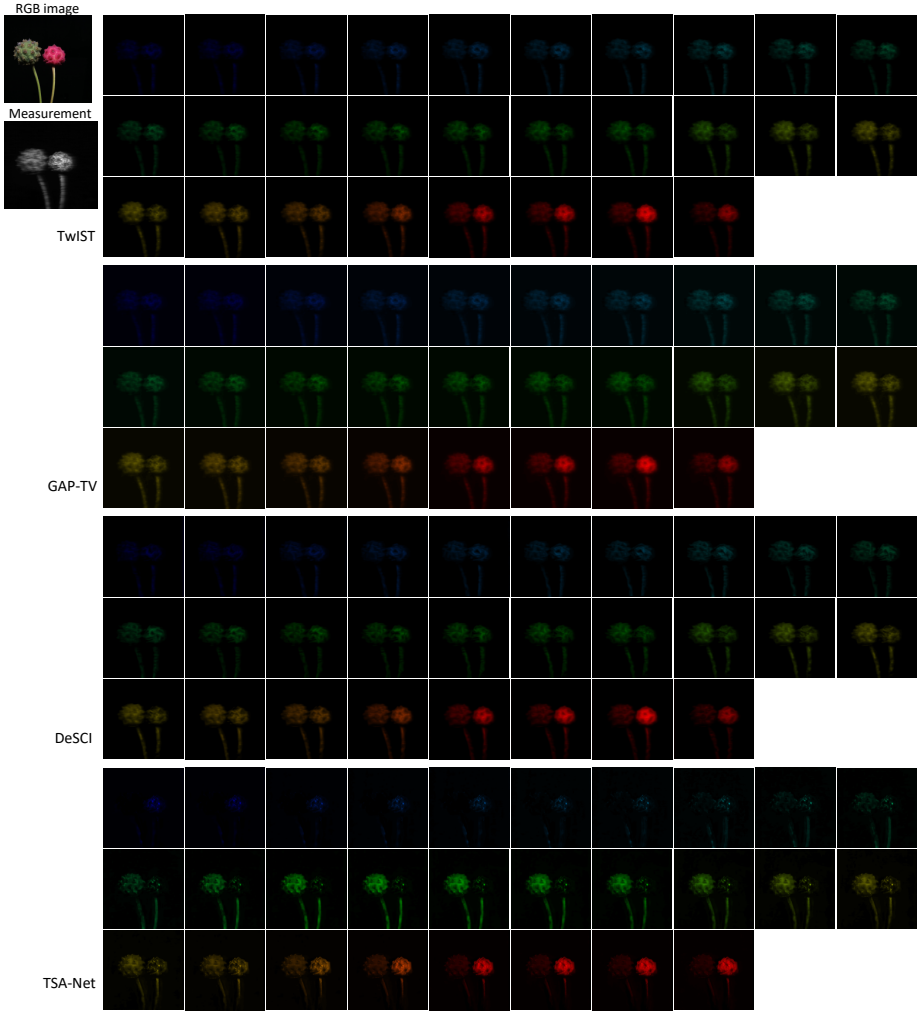 RGB image
Measurement
TwIST
GAP-TV
DeSCI
TSA-Net